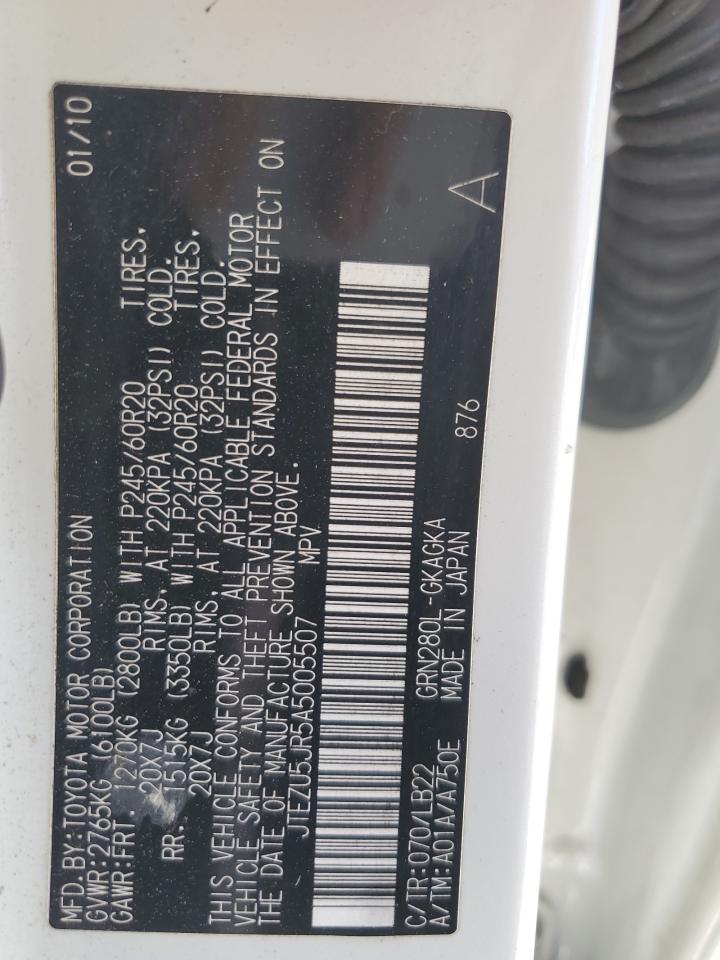 MFD.BY:TOYOTA MOTOR CORPORATION 01/10
GVWR:2765KG (6100LB)
GAWR:FRT. 1270KG (2800LB) WITH P245/60R20 TIRES,
20X7J RIMS, AT 220KPA (32PSI) COLD.
RR. 1515KG (3350LB) WITH P245/60R20 TIRES,
20X7J RIMS, AT 220KPA (32PSI) COLD.
THIS VEHICLE CONFORMS TO ALL APPLICABLE FEDERAL MOTOR
VEHICLE SAFETY AND THEFT PREVENTION STANDARDS IN EFFECT ON
THE DATE OF MANUFACTURE SHOWN ABOVE.
JTEZU5JR5A5005507 MPV
C/TR:070/LB22 GRN280L-GKAGKA
A/TM:A01A/A750E MADE IN JAPAN 876 A